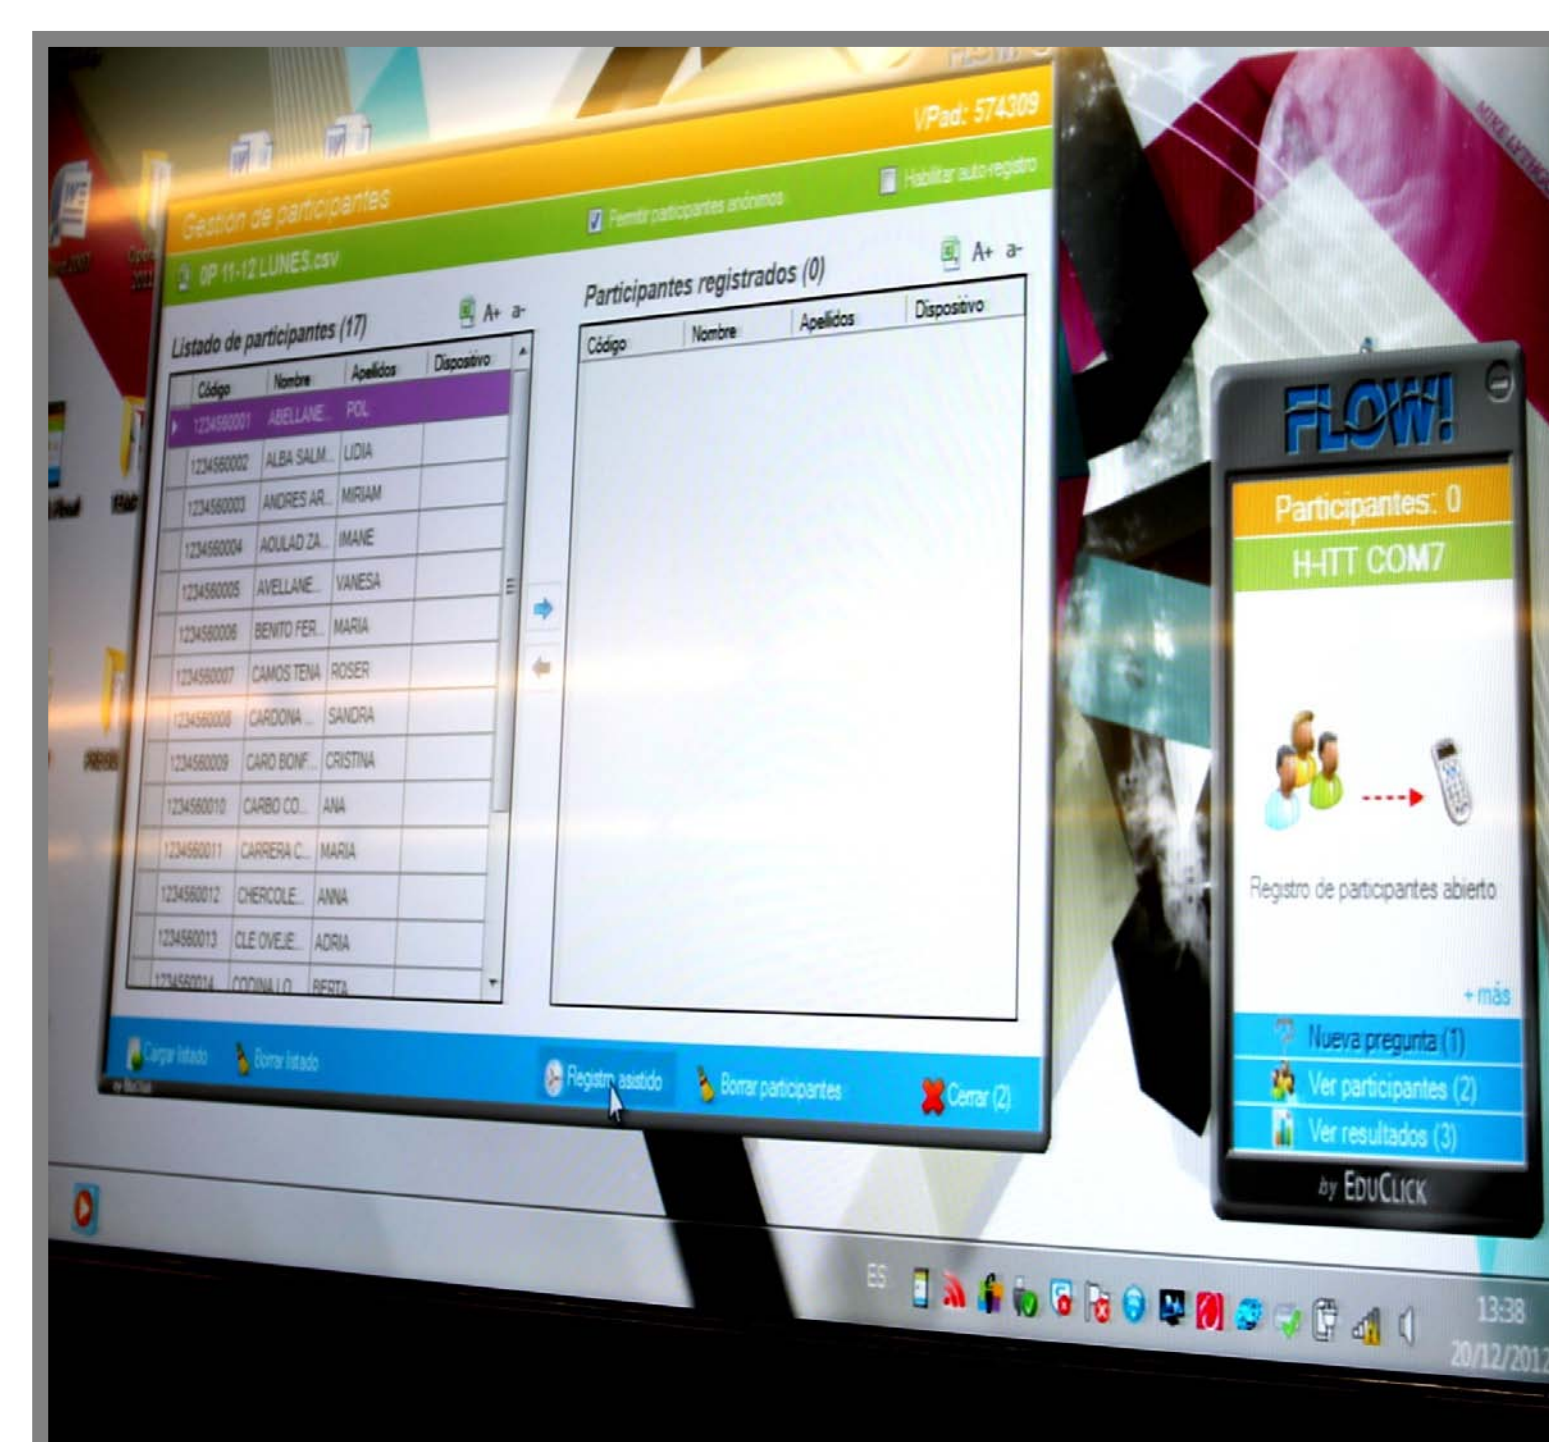 VPad: 574309
Gestión de participantes
Permitir participantes anónimos
Habilitar auto-registro
0P 11-12 LUNES.csv
Listado de participantes (17)
A+ a-
Participantes registrados (0)
A+ a-
Código Nombre Apellidos Dispositivo
Código Nombre Apellidos Dispositivo
1234560001 ABELLANE... POL
1234560002 ALBA SALM... LIDIA
1234560003 ANDRES AR... MIRIAM
1234560004 AOULAD ZA... IMANE
1234560005 AVELLANE... VANESA
1234560006 BENITO FER... MARIA
1234560007 CAMOS TENA ROSER
1234560008 CARDONA ... SANDRA
1234560009 CARO BONF... CRISTINA
1234560010 CARBO CO... ANA
1234560011 CARRERA C... MARIA
1234560012 CHERCOLE... ANNA
1234560013 CLE OVEJE... ADRIA
1234560014 CODINA LO... BERTA
Cargar listado Borrar listado Registro asistido Borrar participantes Cerrar (2)
by EduClick
FLOW!
Participantes: 0
H-ITT COM7
Registro de participantes abierto
+ más
Nueva pregunta (1)
Ver participantes (2)
Ver resultados (3)
by EDUCLICK
ES
13:38
20/12/2012